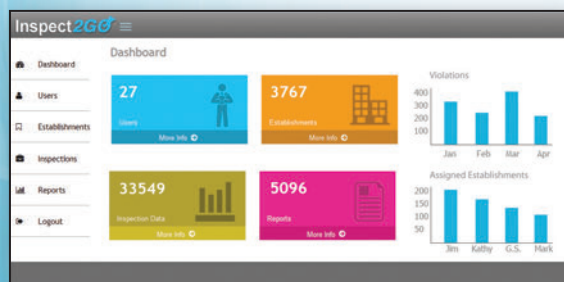 Inspect2GO
Dashboard
Dashboard
Users
Establishments
Inspections
Reports
Logout
27
Users
More Info
3767
Establishments
More Info
33549
Inspection Data
More Info
5096
Reports
More Info
Violations
400
300
200
100
Jan Feb Mar Apr
Assigned Establishments
200
150
100
50
Jim Kathy G.S. Mark